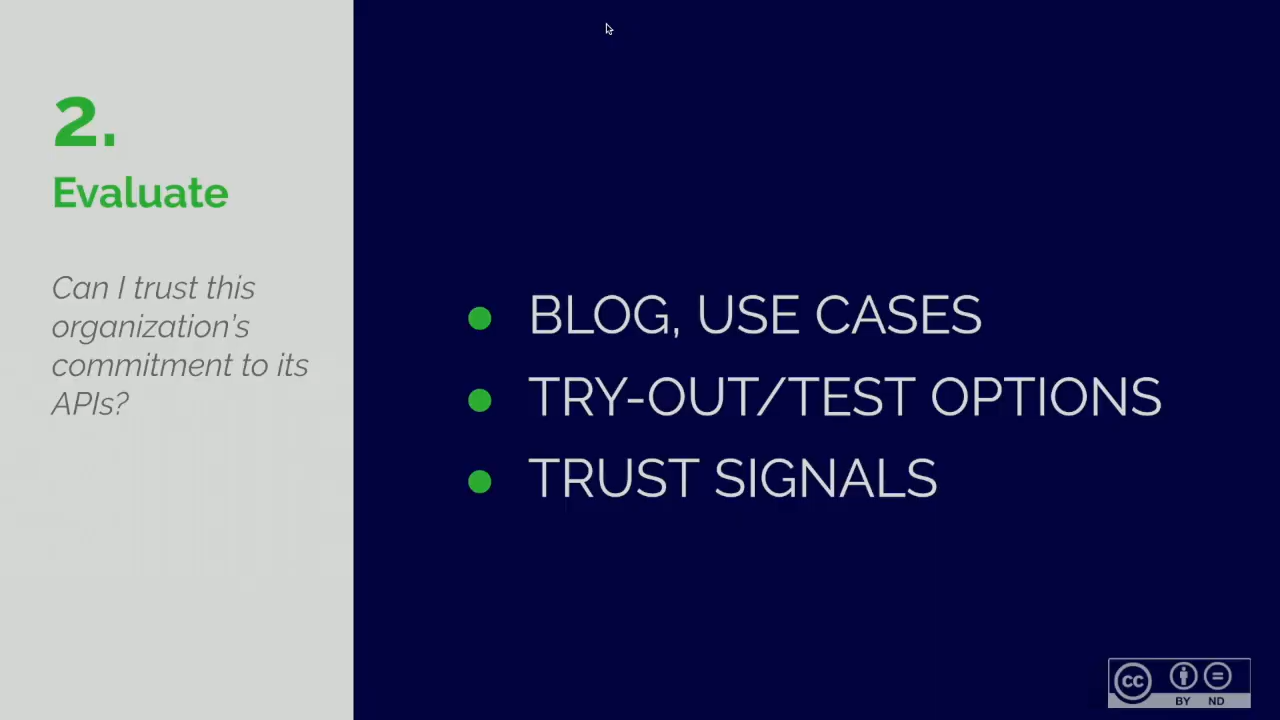 2.
Evaluate
Can I trust this
organization's
commitment to its
APIs?
BLOG, USE CASES
TRY-OUT/TEST OPTIONS
TRUST SIGNALS
cc
BY ND